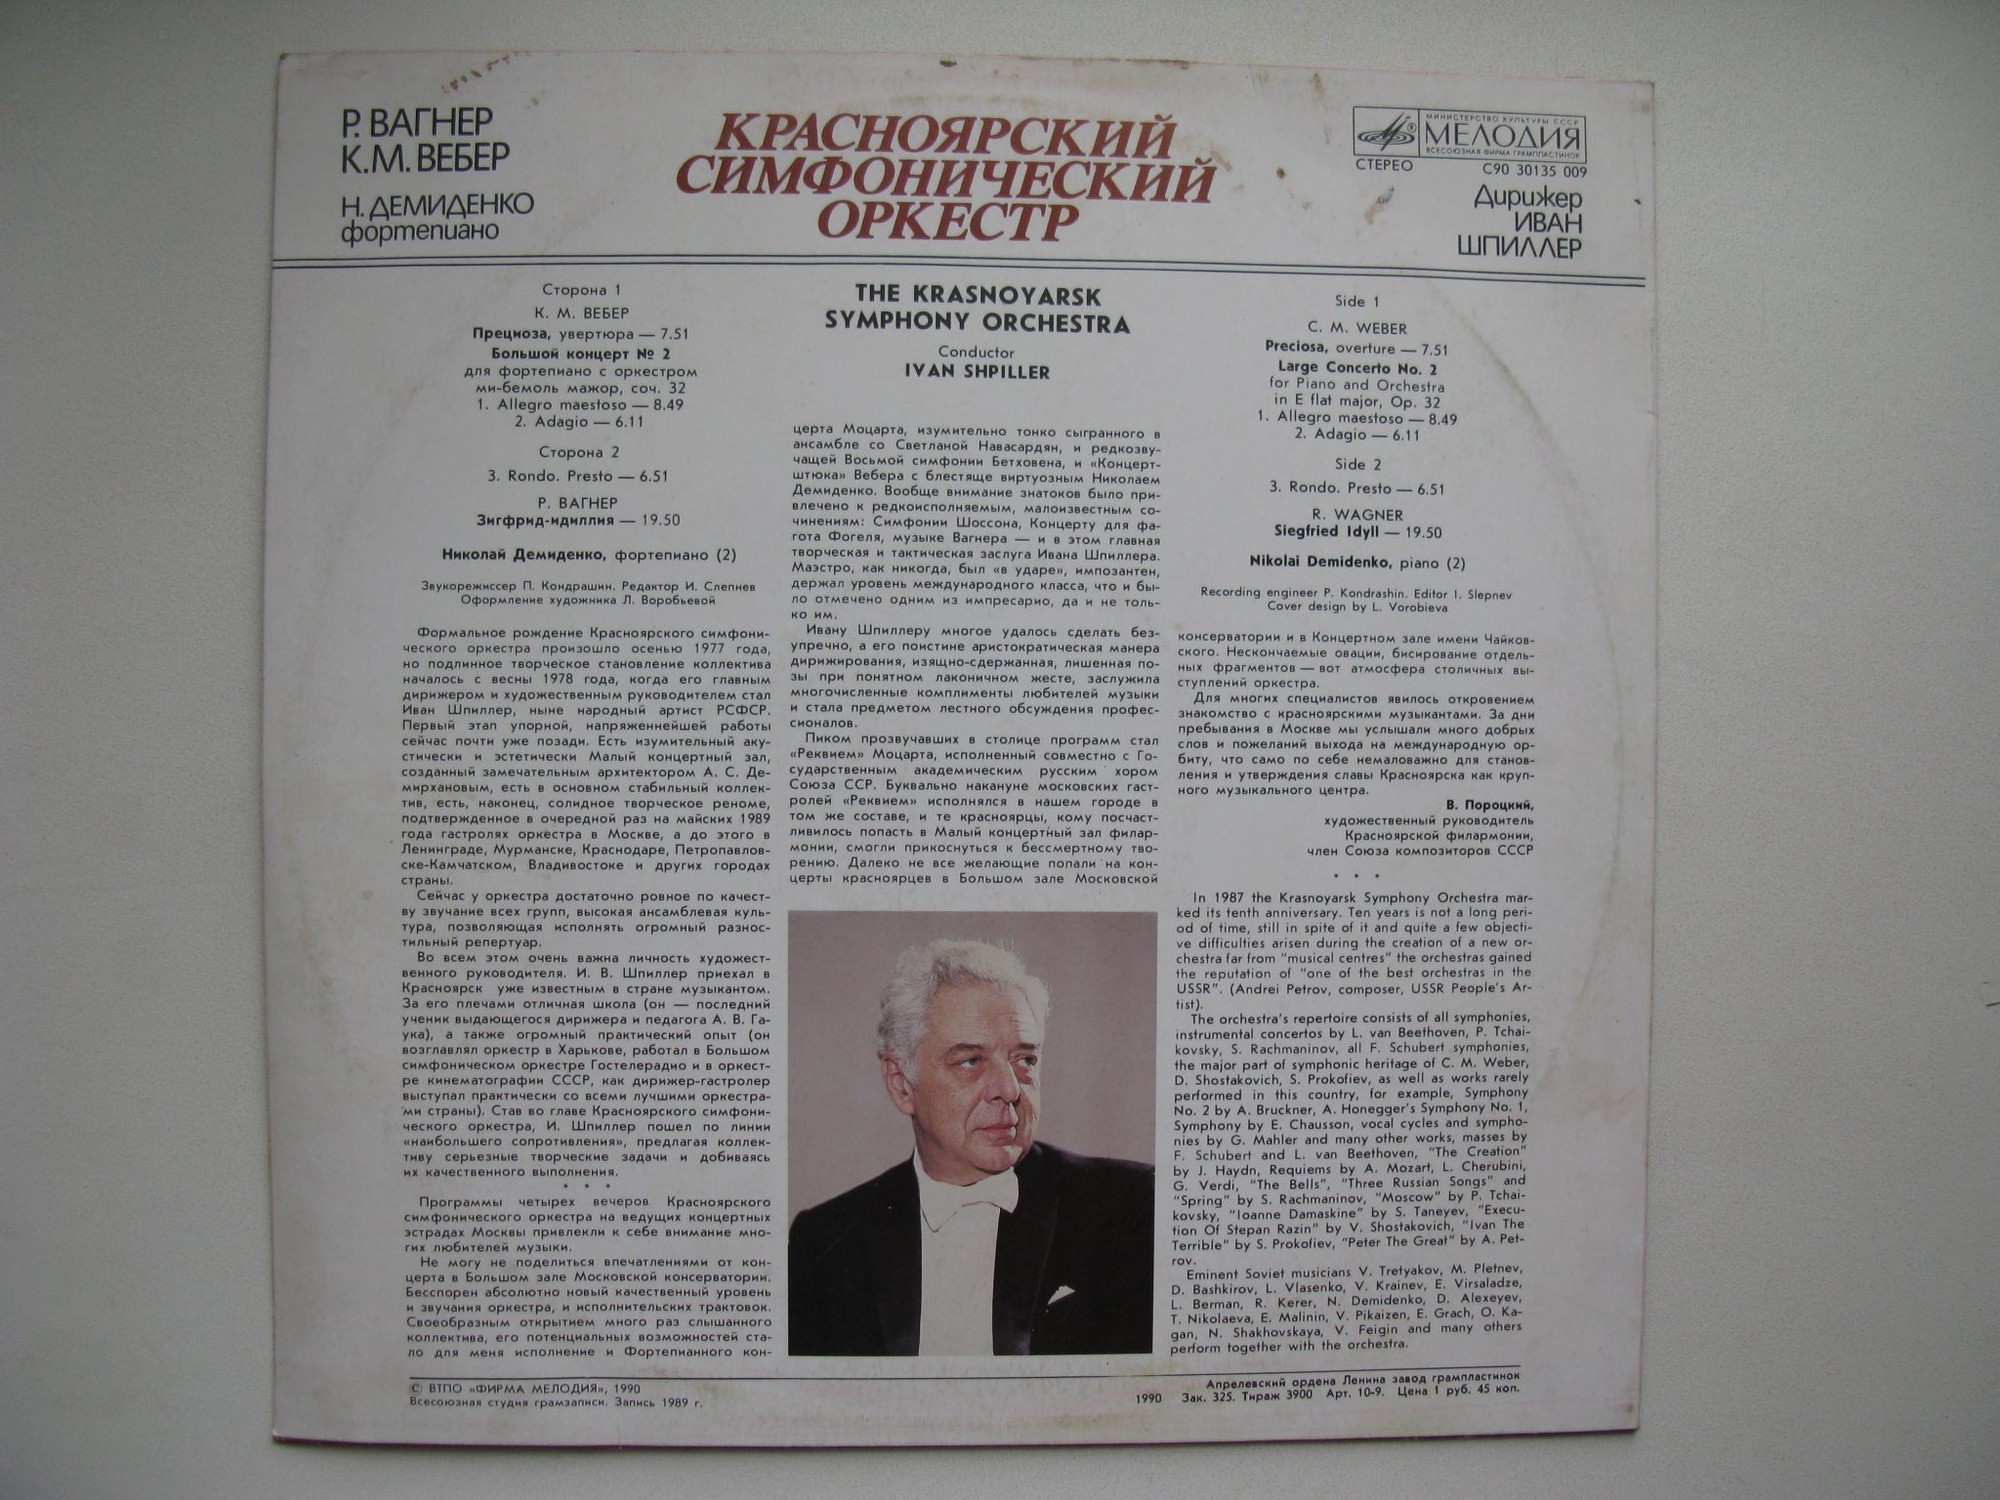 Р. ВАГНЕР
К.М. ВЕБЕР
Н. ДЕМИДЕНКО
фортепиано
КРАСНОЯРСКИЙ
СИМФОНИЧЕСКИЙ
ОРКЕСТР
МИНИСТЕРСТВО КУЛЬТУРЫ СССР
МЕЛОДИЯ
ВСЕСОЮЗНАЯ ФИРМА ГРАМПЛАСТИНОК
СТЕРЕО С90 30135 009
Дирижер
ИВАН
ШПИЛЛЕР
Сторона 1
К. М. ВЕБЕР
Прециоза, увертюра — 7.51
Большой концерт № 2
для фортепиано с оркестром
ми-бемоль мажор, соч. 32
1. Allegro maestoso — 8.49
2. Adagio — 6.11
Сторона 2
3. Rondo. Presto — 6.51
Р. ВАГНЕР
Зигфрид-идиллия — 19.50
Николай Демиденко, фортепиано (2)
Звукорежиссер П. Кондрашин. Редактор И. Слепнев
Оформление художника Л. Воробьевой
Формальное рождение Красноярского симфони-
ческого оркестра произошло осенью 1977 года,
но подлинное творческое становление коллектива
началось с весны 1978 года, когда его главным
дирижером и художественным руководителем стал
Иван Шпиллер, ныне народный артист РСФСР.
Первый этап упорной, напряженнейшей работы
сейчас почти уже позади. Есть изумительный аку-
стически и эстетически Малый концертный зал,
созданный замечательным архитектором А. С. Де-
мирхановым, есть в основном стабильный коллек-
тив, есть, наконец, солидное творческое реноме,
подтвержденное в очередной раз на майских 1989
года гастролях оркестра в Москве, а до этого в
Ленинграде, Мурманске, Краснодаре, Петропавлов-
ске-Камчатском, Владивостоке и других городах
страны.
Сейчас у оркестра достаточно ровное по качест-
ву звучание всех групп, высокая ансамблевая куль-
тура, позволяющая исполнять огромный разнос-
тильный репертуар.
Во всем этом очень важна личность художест-
венного руководителя. И. В. Шпиллер приехал в
Красноярск уже известным в стране музыкантом.
За его плечами отличная школа (он — последний
ученик выдающегося дирижера и педагога А. В. Га-
ука), а также огромный практический опыт (он
возглавлял оркестр в Харькове, работал в Большом
симфоническом оркестре Гостелерадио и в оркест-
ре кинематографии СССР, как дирижер-гастролер
выступал практически со всеми лучшими оркестра-
ми страны). Став во главе Красноярского симфони-
ческого оркестра, И. Шпиллер пошел по линии
«наибольшего сопротивления», предлагая коллек-
тиву серьезные творческие задачи и добиваясь
их качественного выполнения.
* * *
Программы четырех вечеров Красноярского
симфонического оркестра на ведущих концертных
эстрадах Москвы привлекли к себе внимание мно-
гих любителей музыки.
Не могу не поделиться впечатлениями от кон-
церта в Большом зале Московской консерватории.
Бесспорен абсолютно новый качественный уровень
и звучания оркестра, и исполнительских трактовок.
Своеобразным открытием много раз слышанного
коллектива, его потенциальных возможностей ста-
ло для меня исполнение и Фортепианного кон-
THE KRASNOYARSK
SYMPHONY ORCHESTRA
Conductor
IVAN SHPILLER
церта Моцарта, изумительно тонко сыгранного в
ансамбле со Светланой Навасардян, и редкозву-
чащей Восьмой симфонии Бетховена, и «Концерт-
штюка» Вебера с блестяще виртуозным Николаем
Демиденко. Вообще внимание знатоков было при-
влечено к редкоисполняемым, малоизвестным со-
чинениям: Симфонии Шоссона, Концерту для фа-
гота Фогеля, музыке Вагнера — и в этом главная
творческая и тактическая заслуга Ивана Шпиллера.
Маэстро, как никогда, был «в ударе», импозантен,
держал уровень международного класса, что и бы-
ло отмечено одним из импресарио, да и не толь-
ко им.
Ивану Шпиллеру многое удалось сделать без-
упречно, а его поистине аристократическая манера
дирижирования, изящно-сдержанная, лишенная по-
зы при понятном лаконичном жесте, заслужила
многочисленные комплименты любителей музыки
и стала предметом лестного обсуждения профес-
сионалов.
Пиком прозвучавших в столице программ стал
«Реквием» Моцарта, исполненный совместно с Го-
сударственным академическим русским хором
Союза ССР. Буквально накануне московских гаст-
ролей «Реквием» исполнялся в нашем городе в
том же составе, и те красноярцы, кому посчаст-
ливилось попасть в Малый концертный зал филар-
монии, смогли прикоснуться к бессмертному тво-
рению. Далеко не все желающие попали на кон-
церты красноярцев в Большом зале Московской
Side 1
C. M. WEBER
Preciosa, overture — 7.51
Large Concerto No. 2
for Piano and Orchestra
in E flat major, Op. 32
1. Allegro maestoso — 8.49
2. Adagio — 6.11
Side 2
3. Rondo. Presto — 6.51
R. WAGNER
Siegfried Idyll — 19.50
Nikolai Demidenko, piano (2)
Recording engineer P. Kondrashin. Editor I. Slepnev
Cover design by L. Vorobieva
консерватории и в Концертном зале имени Чайков-
ского. Нескончаемые овации, бисирование отдель-
ных фрагментов — вот атмосфера столичных вы-
ступлений оркестра.
Для многих специалистов явилось откровением
знакомство с красноярскими музыкантами. За дни
пребывания в Москве мы услышали много добрых
слов и пожеланий выхода на международную ор-
биту, что само по себе немаловажно для станов-
ления и утверждения славы Красноярска как круп-
ного музыкального центра.
В. Пороцкий,
художественный руководитель
Красноярской филармонии,
член Союза композиторов СССР
* * *
In 1987 the Krasnoyarsk Symphony Orchestra mar-
ked its tenth anniversary. Ten years is not a long peri-
od of time, still in spite of it and quite a few objecti-
ve difficulties arisen during the creation of a new or-
chestra far from "musical centres" the orchestras gained
the reputation of "one of the best orchestras in the
USSR". (Andrei Petrov, composer, USSR People's Ar-
tist).
The orchestra's repertoire consists of all symphonies,
instrumental concertos by L. van Beethoven, P. Tchai-
kovsky, S. Rachmaninov, all F. Schubert symphonies,
the major part of symphonic heritage of C. M. Weber,
D. Shostakovich, S. Prokofiev, as well as works rarely
performed in this country, for example, Symphony
No. 2 by A. Bruckner, A. Honegger's Symphony No. 1,
Symphony by E. Chausson, vocal cycles and sympho-
nies by G. Mahler and many other works, masses by
F. Schubert and L. van Beethoven, "The Creation"
by J. Haydn, Requiems by A. Mozart, L. Cherubini,
G. Verdi, "The Bells", "Three Russian Songs" and
"Spring" by S. Rachmaninov, "Moscow" by P. Tchai-
kovsky, "Ioanne Damaskine" by S. Taneyev, "Execu-
tion Of Stepan Razin" by V. Shostakovich, "Ivan The
Terrible" by S. Prokofiev, "Peter The Great" by A. Pet-
rov.
Eminent Soviet musicians V. Tretyakov, M. Pletnev,
D. Bashkirov, L. Vlasenko, V. Krainev, E. Virsaladze,
L. Berman, R. Kerer, N. Demidenko, D. Alexeyev,
T. Nikolaeva, E. Malinin, V. Pikaizen, E. Grach, O. Ka-
gan, N. Shakhovskaya, V. Feigin and many others
perform together with the orchestra.
© ВТПО «ФИРМА МЕЛОДИЯ», 1990
Всесоюзная студия грамзаписи. Запись 1989 г.
Апрелевский ордена Ленина завод грампластинок
1990 Зак. 325. Тираж 3900 Арт. 10-9. Цена 1 руб. 45 коп.